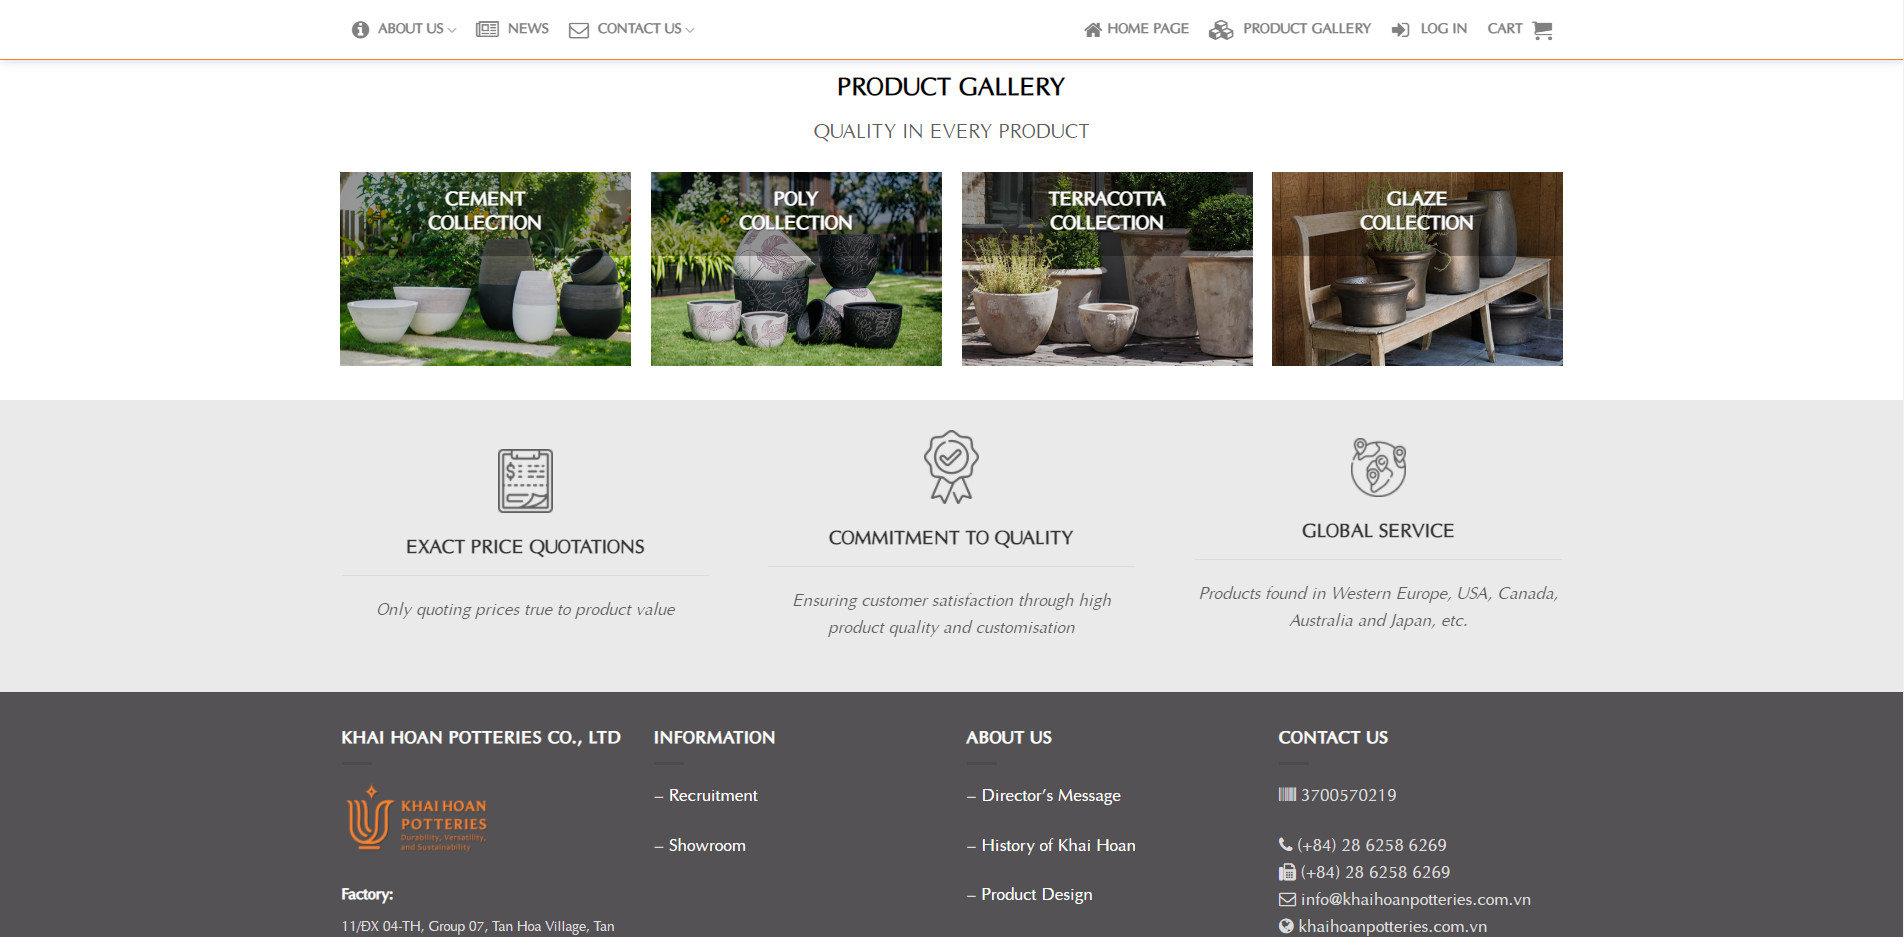 ABOUT US
NEWS
CONTACT US
HOME PAGE
PRODUCT GALLERY
LOG IN
CART
PRODUCT GALLERY
QUALITY IN EVERY PRODUCT
CEMENT
COLLECTION
POLY
COLLECTION
TERRACOTTA
COLLECTION
GLAZE
COLLECTION
EXACT PRICE QUOTATIONS
Only quoting prices true to product value
COMMITMENT TO QUALITY
Ensuring customer satisfaction through high
product quality and customisation
GLOBAL SERVICE
Products found in Western Europe, USA, Canada,
Australia and Japan, etc.
KHAI HOAN POTTERIES CO., LTD
KHAI HOAN
POTTERIES
Durability, Versatility,
and Sustainability
Factory:
11/ĐX 04-TH, Group 07, Tan Hoa Village, Tan
INFORMATION
– Recruitment
– Showroom
ABOUT US
– Director's Message
– History of Khai Hoan
– Product Design
CONTACT US
3700570219
(+84) 28 6258 6269
(+84) 28 6258 6269
info@khaihoanpotteries.com.vn
khaihoanpotteries.com.vn